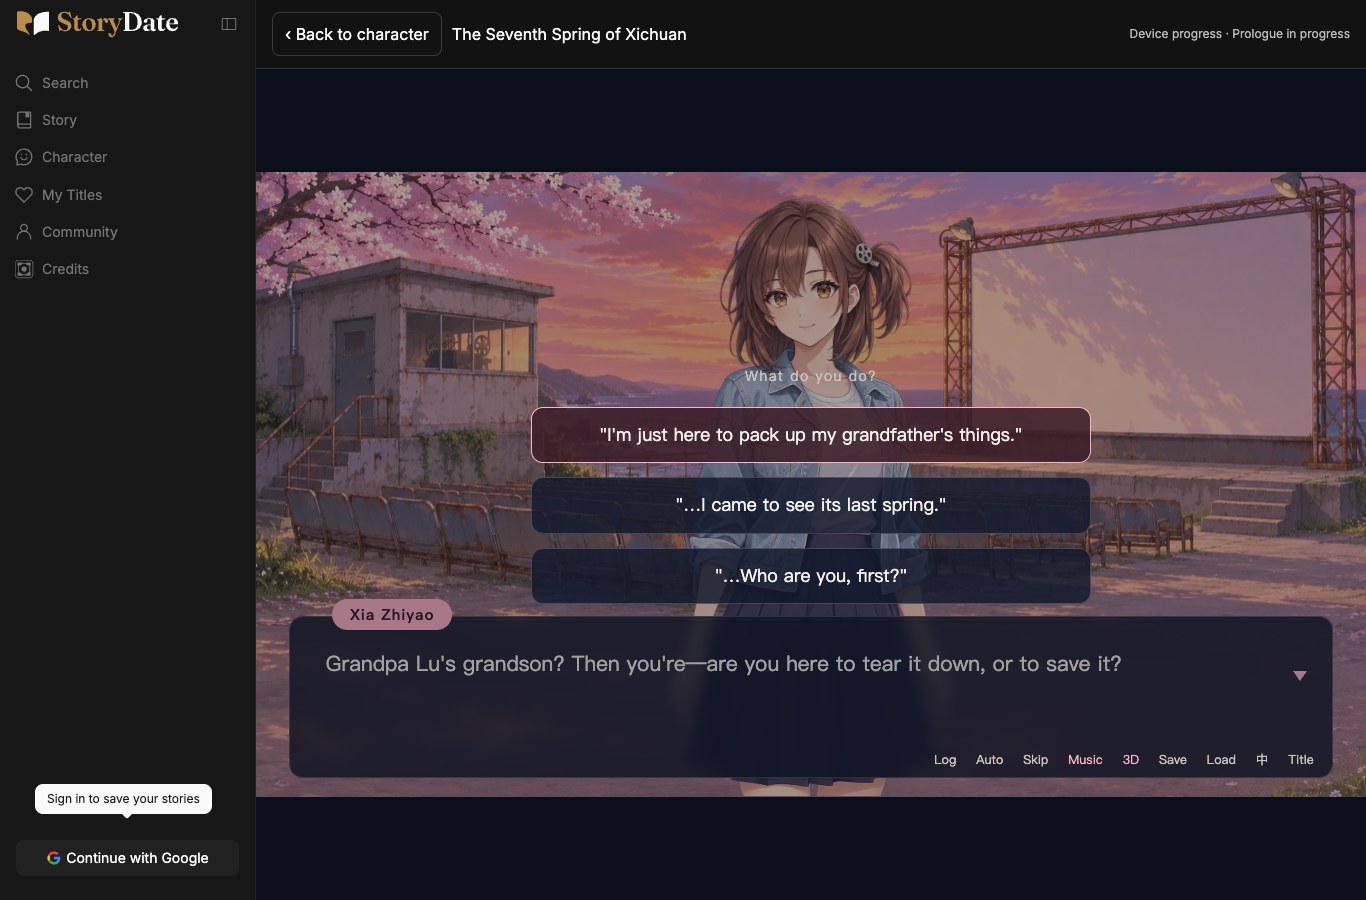 StoryDate
Search
Story
Character
My Titles
Community
Credits
Sign in to save your stories
Continue with Google
‹ Back to character
The Seventh Spring of Xichuan
Device progress · Prologue in progress
What do you do?
"I'm just here to pack up my grandfather's things."
"...I came to see its last spring."
"...Who are you, first?"
Xia Zhiyao
Grandpa Lu's grandson? Then you're—are you here to tear it down, or to save it?
Log Auto Skip Music 3D Save Load 中 Title